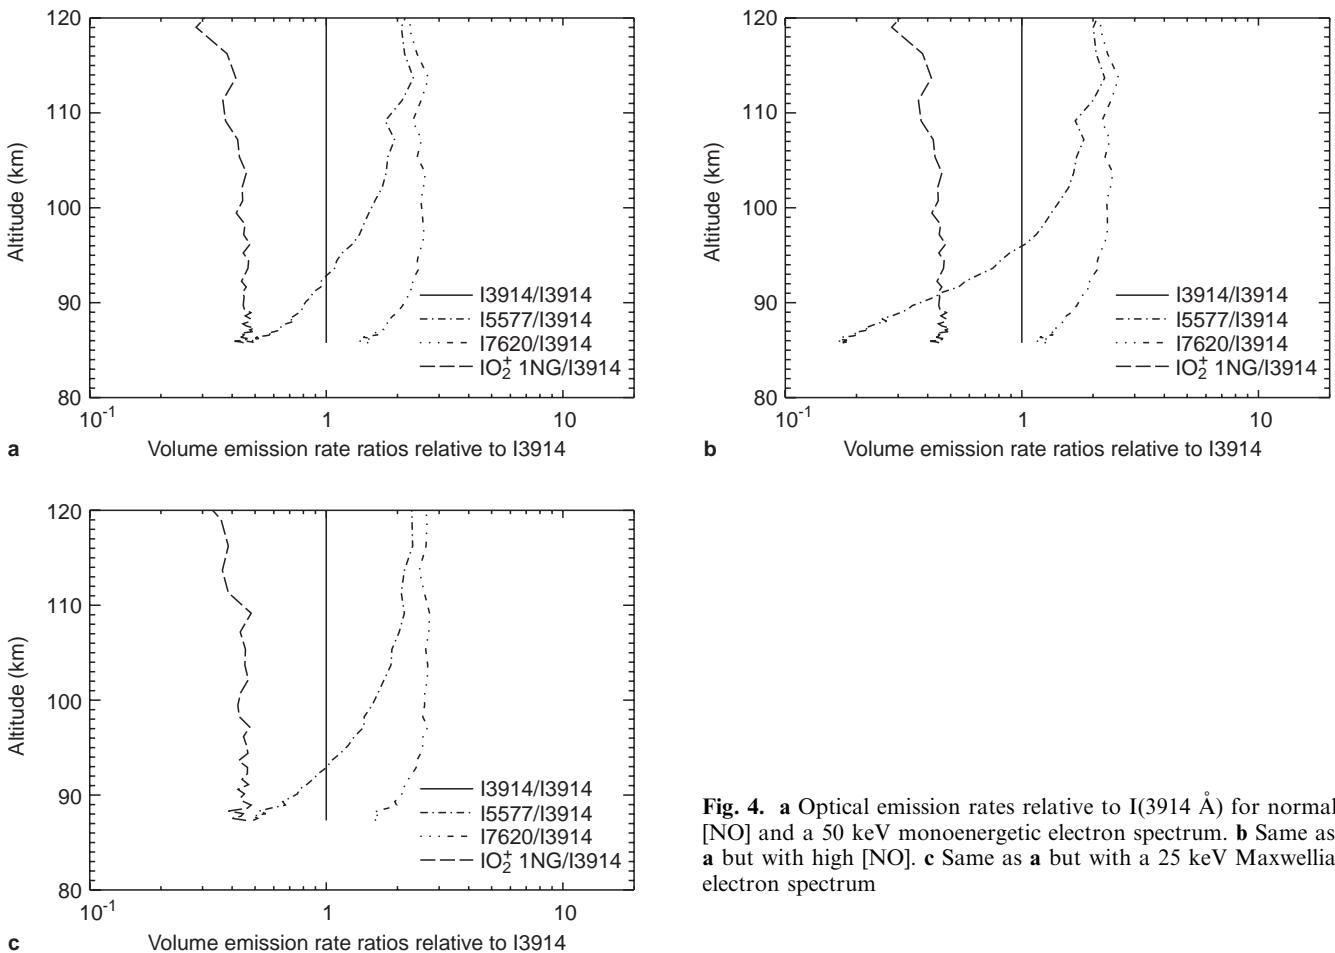 120
110
100
90
80
Altitude (km)
I3914/I3914
I5577/I3914
I7620/I3914
IO₂⁺ 1NG/I3914
10⁻¹
1
10
Volume emission rate ratios relative to I3914
a
120
110
100
90
80
Altitude (km)
I3914/I3914
I5577/I3914
I7620/I3914
IO₂⁺ 1NG/I3914
10⁻¹
1
10
Volume emission rate ratios relative to I3914
b
120
110
100
90
80
Altitude (km)
I3914/I3914
I5577/I3914
I7620/I3914
IO₂⁺ 1NG/I3914
10⁻¹
1
10
Volume emission rate ratios relative to I3914
c
Fig. 4. a Optical emission rates relative to I(3914 Å) for normal
[NO] and a 50 keV monoenergetic electron spectrum. b Same as
a but with high [NO]. c Same as a but with a 25 keV Maxwellia
electron spectrum